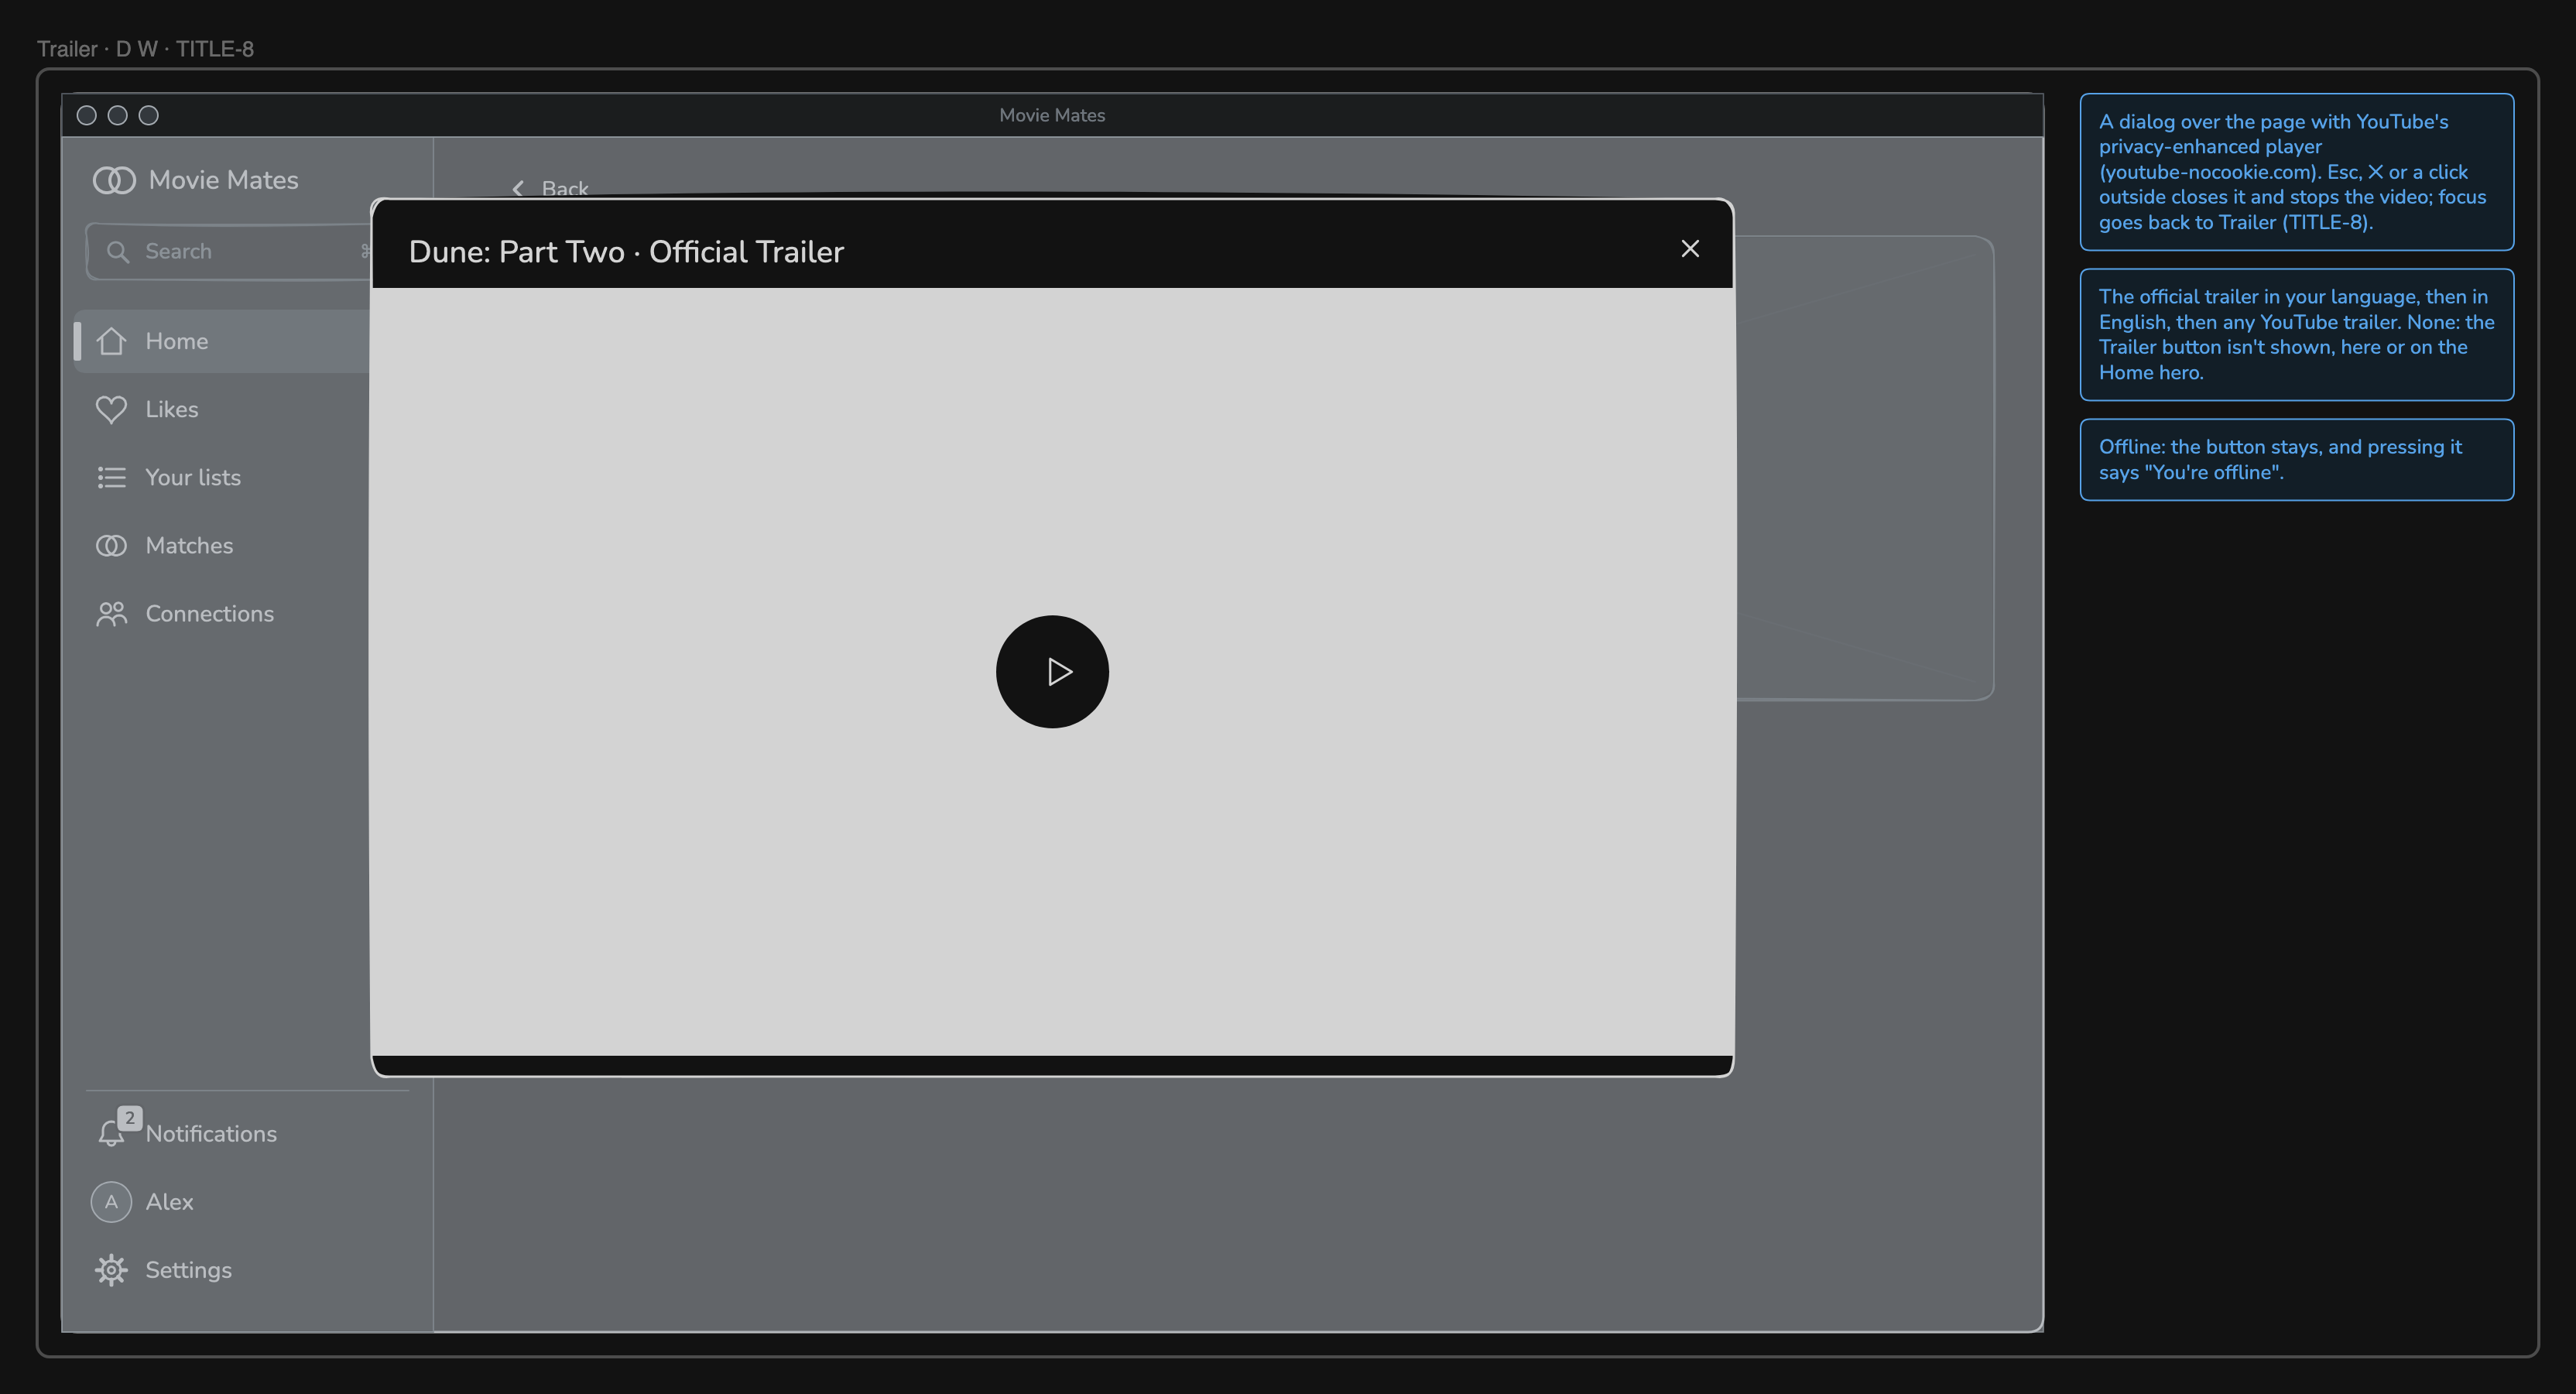 Trailer · D W · TITLE-8
Movie Mates
Movie Mates
Back
Search ⌘
Dune: Part Two · Official Trailer
Home
Likes
Your lists
Matches
Connections
2
Notifications
A
Alex
Settings
A dialog over the page with YouTube's
privacy-enhanced player
(youtube-nocookie.com). Esc, ✕ or a click
outside closes it and stops the video; focus
goes back to Trailer (TITLE-8).
The official trailer in your language, then in
English, then any YouTube trailer. None: the
Trailer button isn't shown, here or on the
Home hero.
Offline: the button stays, and pressing it
says "You're offline".